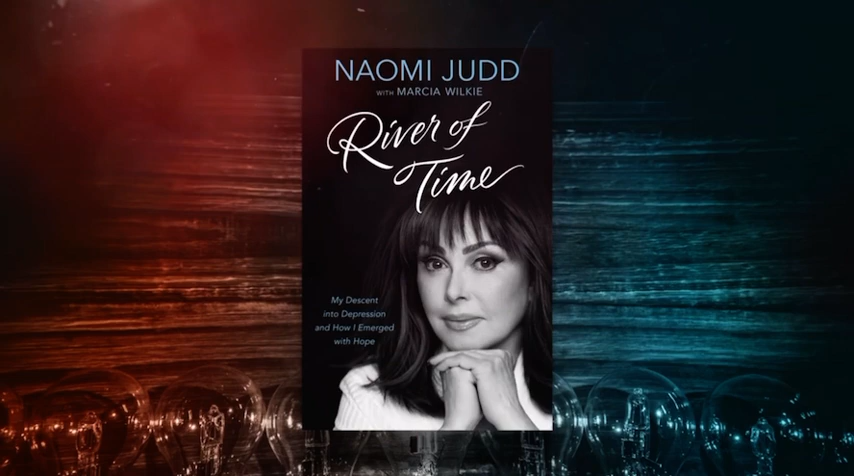 NAOMI JUDD
WITH MARCIA WILKIE
River of
Time
My Descent
into Depression
and How I Emerged
with Hope